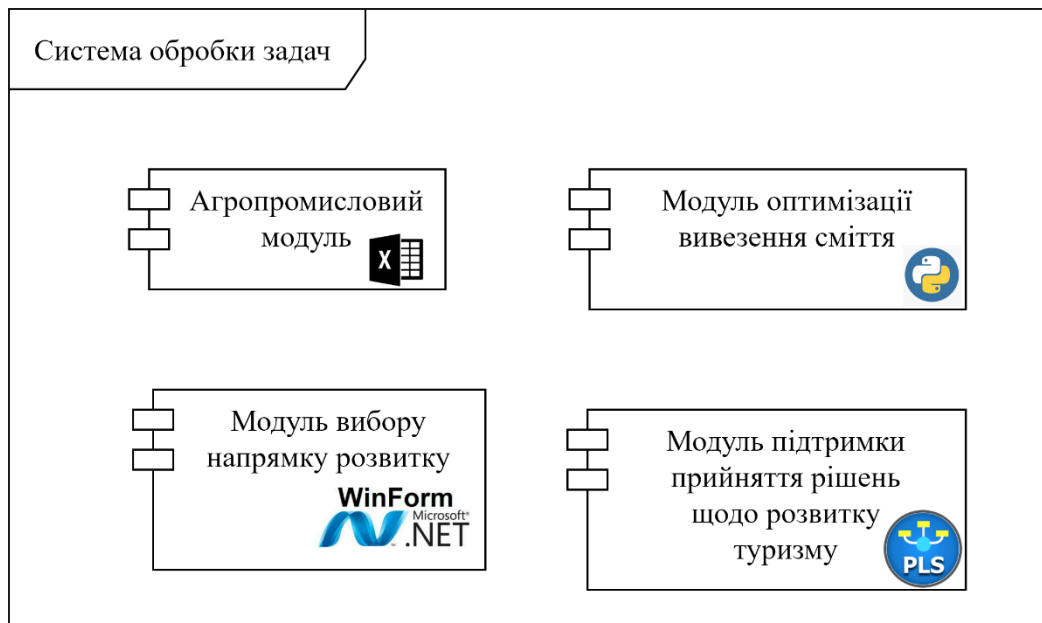 Система обробки задач
Агропромисловий
модуль
X
Модуль оптимізації
вивезення сміття
Модуль вибору
напрямку розвитку
WinForm
Microsoft®
.NET
Модуль підтримки
прийняття рішень
щодо розвитку
туризму
PLS